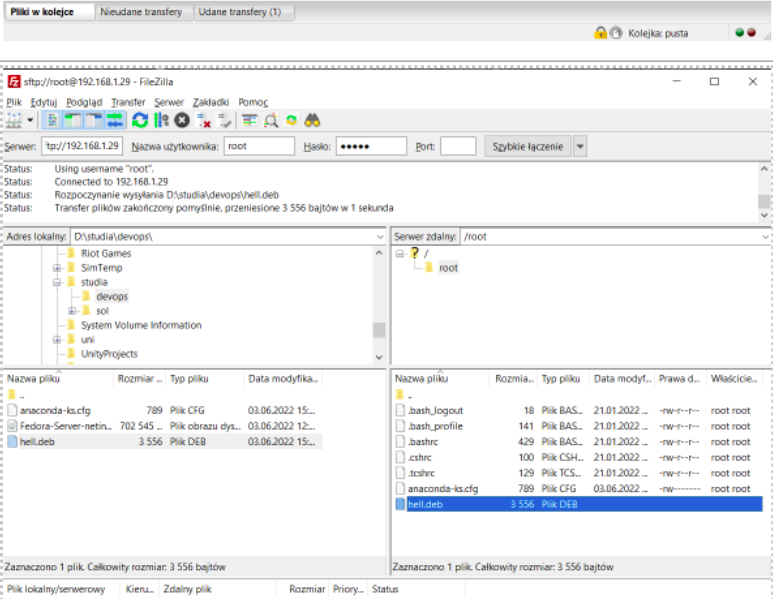 Pliki w kolejce Nieudane transfery Udane transfery (1)
Kolejka: pusta
sftp://root@192.168.1.29 - FileZilla
Plik Edytuj Podgląd Transfer Serwer Zakładki Pomoc
Serwer: tp://192.168.1.29 Nazwa użytkownika: root Hasło: ●●●●● Port: Szybkie łączenie
Status: Using username "root".
Status: Connected to 192.168.1.29
Status: Rozpoczynanie wysyłania D:\studia\devops\hell.deb
Status: Transfer plików zakończony pomyślnie, przeniesione 3 556 bajtów w 1 sekunda
Adres lokalny: D:\studia\devops\
Riot Games
SimTemp
studia
devops
sol
System Volume Information
uni
UnityProjects
Serwer zdalny: /root
/
root
Nazwa pliku Rozmiar ... Typ pliku Data modyfika...
..
anaconda-ks.cfg 789 Plik CFG 03.06.2022 15:...
Fedora-Server-netin... 702 545 ... Plik obrazu dys... 03.06.2022 12:...
hell.deb 3 556 Plik DEB 03.06.2022 15:...
Zaznaczono 1 plik. Całkowity rozmiar: 3 556 bajtów
Nazwa pliku Rozmia... Typ pliku Data modyf... Prawa d... Właścicie...
..
.bash_logout 18 Plik BAS... 21.01.2022 ... -rw-r--r-- root root
.bash_profile 141 Plik BAS... 21.01.2022 ... -rw-r--r-- root root
.bashrc 429 Plik BAS... 21.01.2022 ... -rw-r--r-- root root
.cshrc 100 Plik CSH... 21.01.2022 ... -rw-r--r-- root root
.tcshrc 129 Plik TCS... 21.01.2022 ... -rw-r--r-- root root
anaconda-ks.cfg 789 Plik CFG 03.06.2022 ... -rw------- root root
hell.deb 3 556 Plik DEB
Zaznaczono 1 plik. Całkowity rozmiar: 3 556 bajtów
Plik lokalny/serwerowy Kieru... Zdalny plik Rozmiar Priory... Status